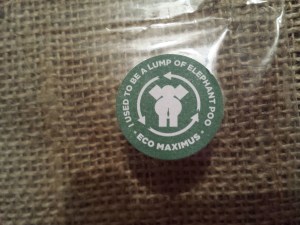 I USED TO BE A LUMP OF ELEPHANT POO
· ECO MAXIMUS ·